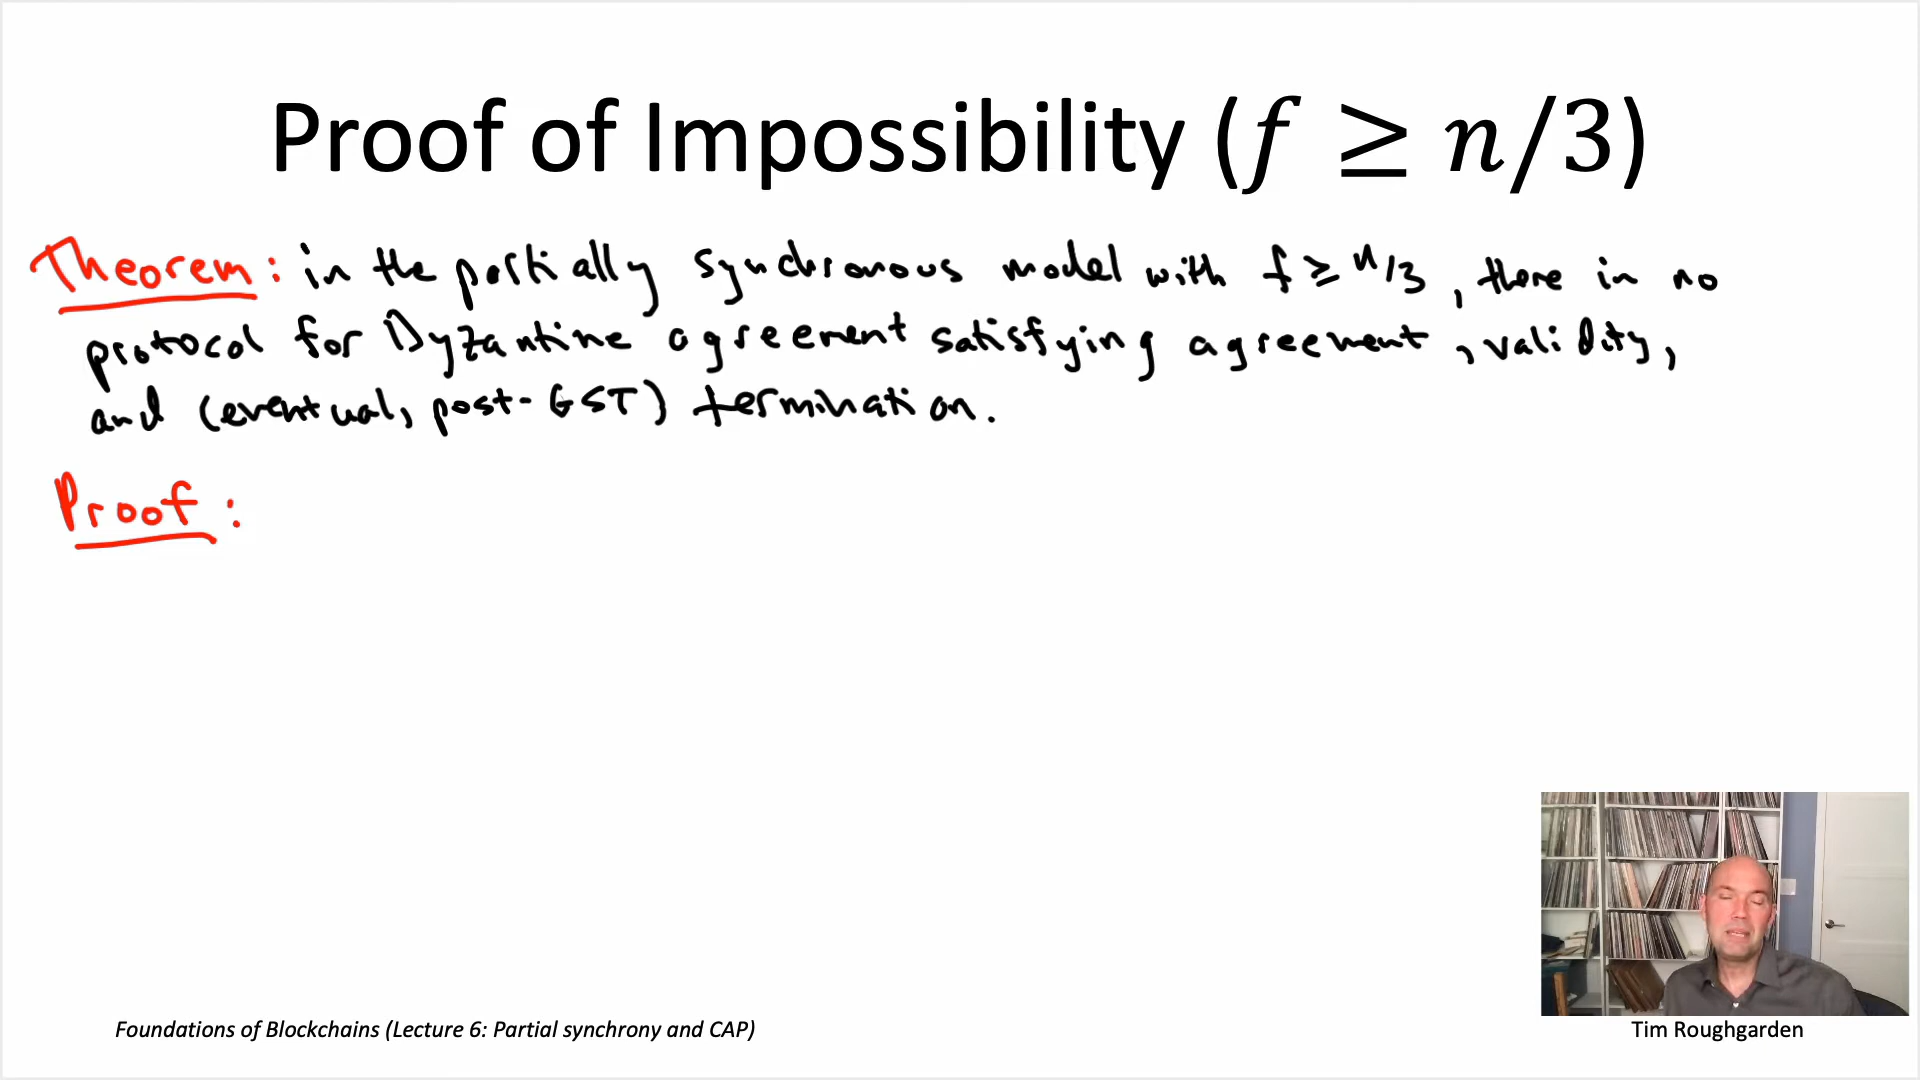 Proof of Impossibility (f ≥ n/3)
Theorem: in the partially synchronous model with f ≥ n/3, there is no
protocol for Byzantine agreement satisfying agreement, validity,
and (eventual, post-GST) termination.
Proof:
Foundations of Blockchains (Lecture 6: Partial synchrony and CAP)
Tim Roughgarden